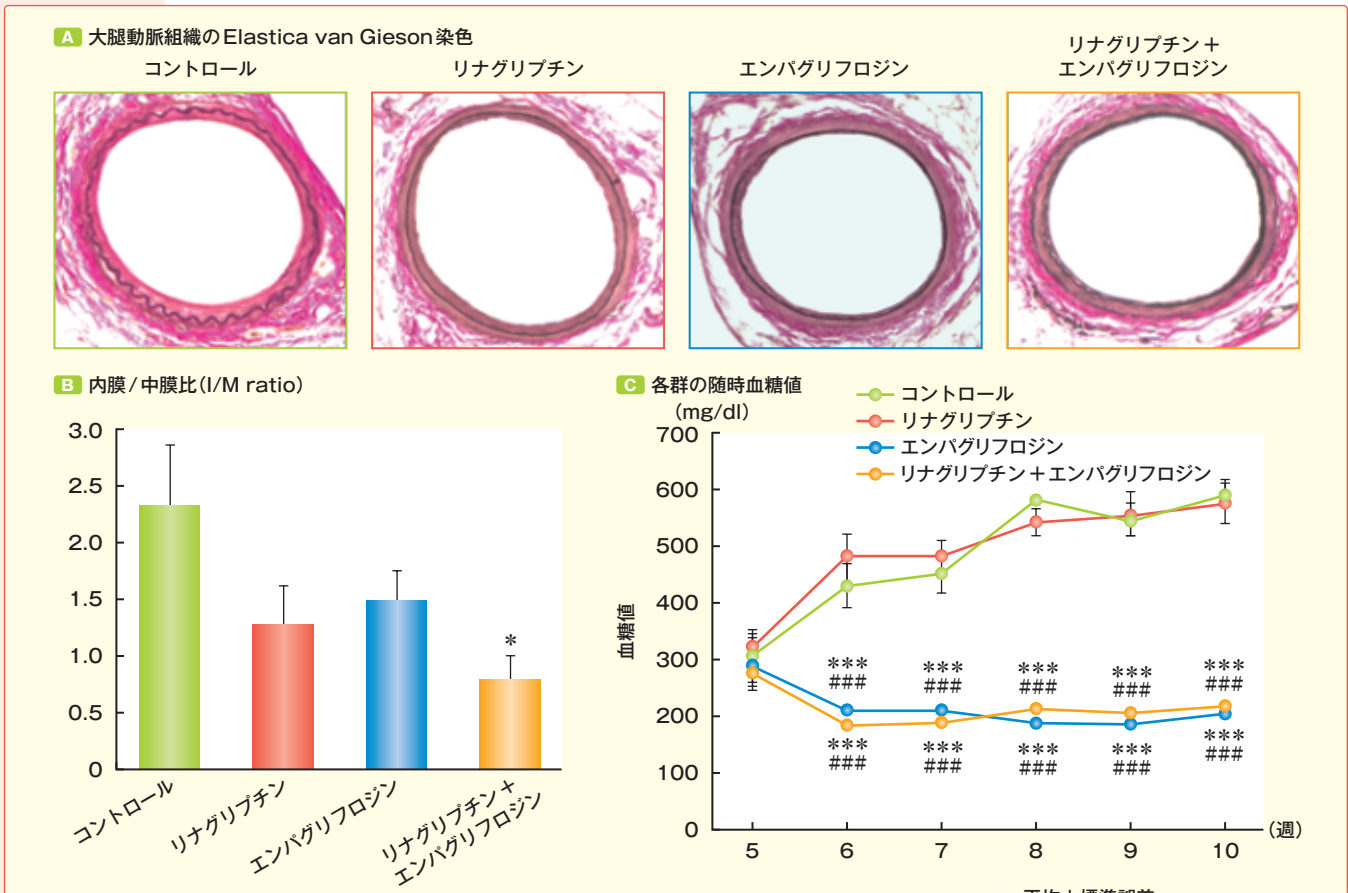 A 大腿動脈組織のElastica van Gieson染色
コントロール
リナグリプチン
エンパグリフロジン
リナグリプチン+
エンパグリフロジン
B 内膜/中膜比(I/M ratio)
3.0
2.5
2.0
1.5
1.0
0.5
0
*
コントロール
リナグリプチン
エンパグリフロジン
リナグリプチン+
エンパグリフロジン
C 各群の随時血糖値
(mg/dl)
コントロール
リナグリプチン
エンパグリフロジン
リナグリプチン+エンパグリフロジン
血糖値
700
600
500
400
300
200
100
0
*** *** *** *** ***
### ### ### ### ###
*** *** *** *** ***
### ### ### ### ###
5 6 7 8 9 10 (週)